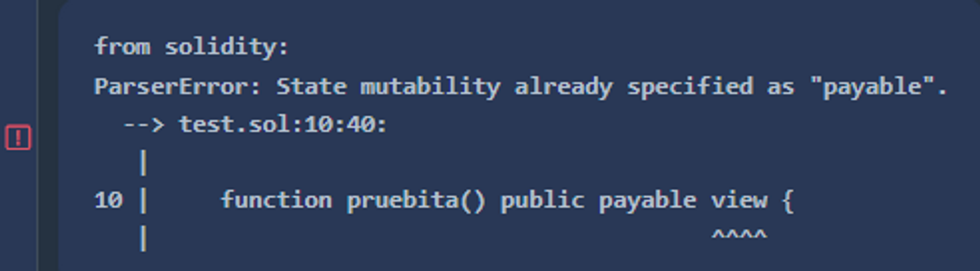 from solidity:
ParserError: State mutability already specified as "payable".
--> test.sol:10:40:
|
10 | function pruebita() public payable view {
| ^^^^